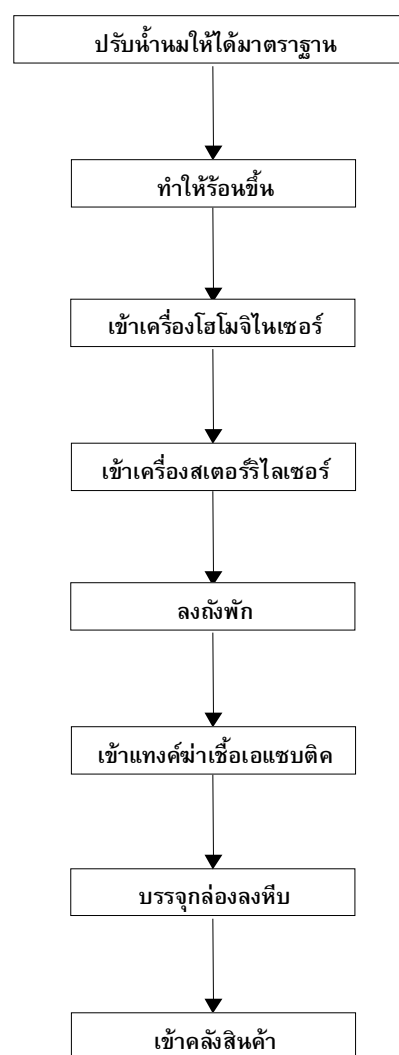 ปรับน้ำนมให้ได้มาตราฐาน
ทำให้ร้อนขึ้น
เข้าเครื่องโฮโมจิไนเซอร์
เข้าเครื่องสเตอร์ริไลเซอร์
ลงถังพัก
เข้าแทงค์ฆ่าเชื้อเอแซบติค
บรรจุกล่องลงหีบ
เข้าคลังสินค้า